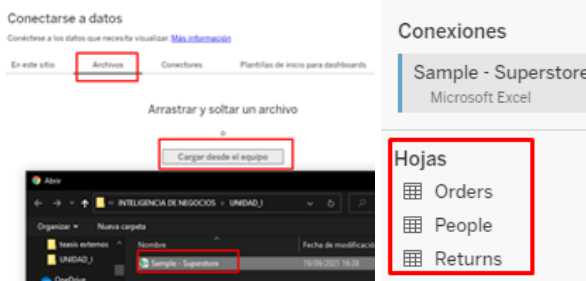 Conectarse a datos
Conéctese a los datos que necesita visualizar. Más información
En este sitio
Archivos
Conectores
Plantillas de inicio para dashboards
Arrastrar y soltar un archivo
o
Cargar desde el equipo
Abrir
INTELIGENCIA DE NEGOCIOS › UNIDAD_I
Organizar
Nueva carpeta
teasis externos
Nombre
Fecha de modificació
UNIDAD_I
Sample - Superstore
19/09/2021 16:38
OneDrive
Conexiones
Sample - Superstore
Microsoft Excel
Hojas
Orders
People
Returns